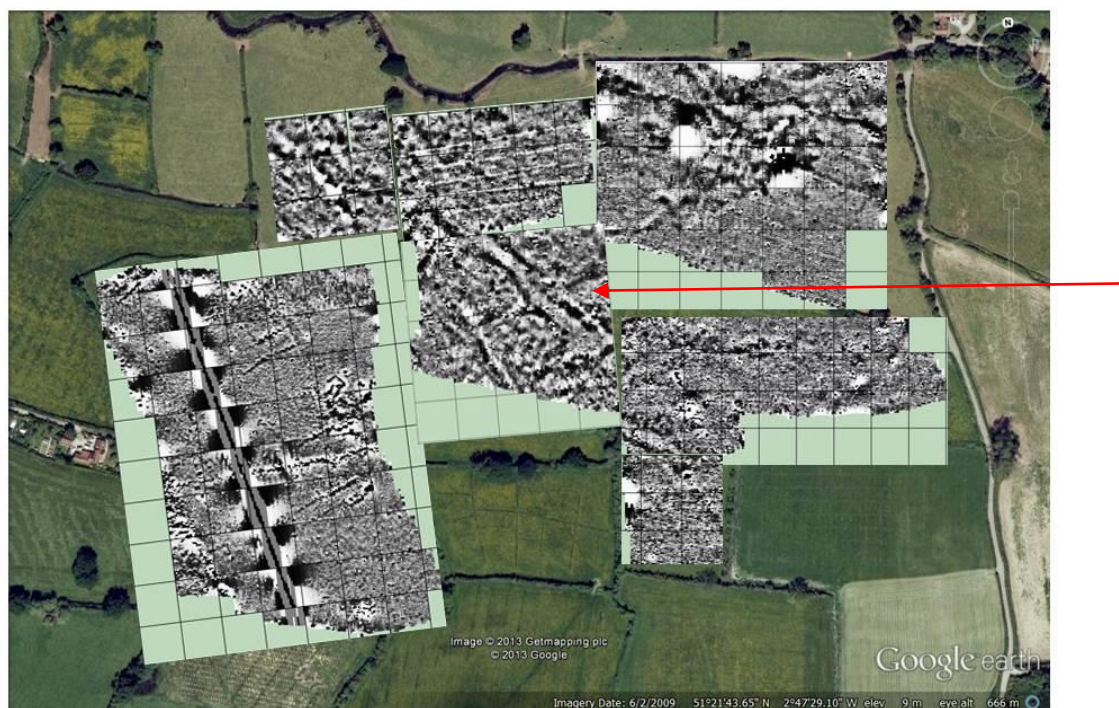 N
Image © 2013 Getmapping plc
© 2013 Google
Google earth
Imagery Date: 6/2/2009 51°21'43.65" N 2°47'29.10" W elev 9 m eye alt 666 m